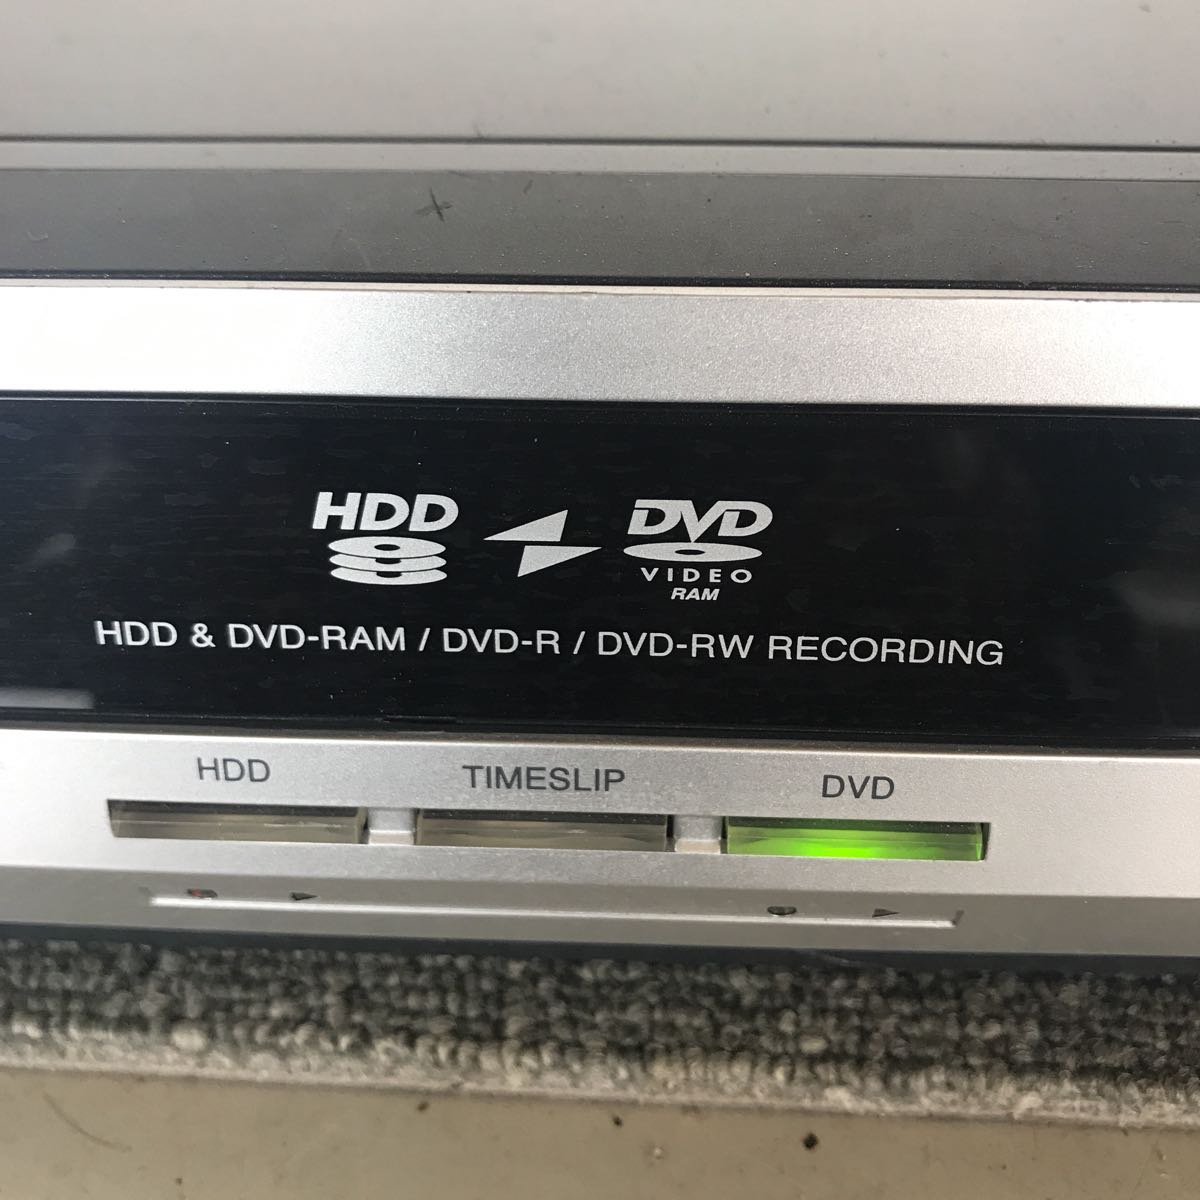 HDD DVD
VIDEO
RAM
HDD & DVD-RAM / DVD-R / DVD-RW RECORDING
HDD TIMESLIP DVD